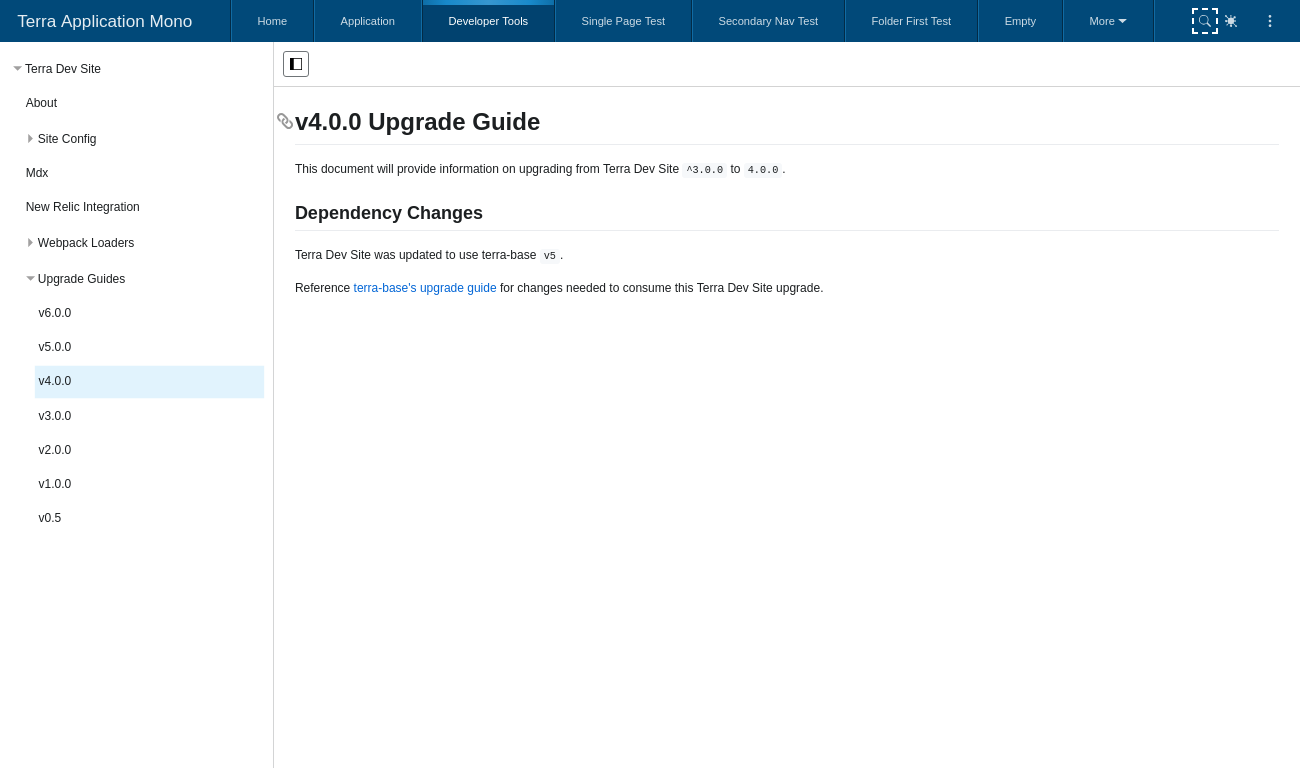 Terra Application Mono
Home
Application
Developer Tools
Single Page Test
Secondary Nav Test
Folder First Test
Empty
More
Terra Dev Site
About
Site Config
Mdx
New Relic Integration
Webpack Loaders
Upgrade Guides
v6.0.0
v5.0.0
v4.0.0
v3.0.0
v2.0.0
v1.0.0
v0.5
v4.0.0 Upgrade Guide
This document will provide information on upgrading from Terra Dev Site ^3.0.0 to 4.0.0.
Dependency Changes
Terra Dev Site was updated to use terra-base v5.
Reference terra-base's upgrade guide for changes needed to consume this Terra Dev Site upgrade.